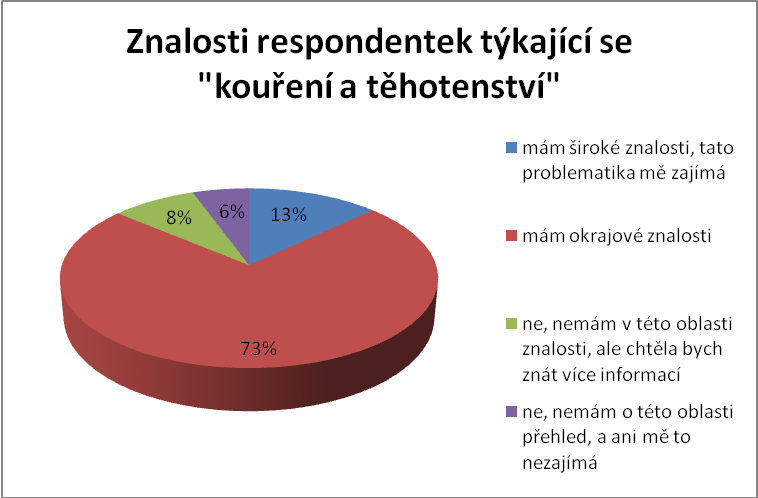 Znalosti respondentek týkající se
"kouření a těhotenství"
mám široké znalosti, tato
problematika mě zajímá
mám okrajové znalosti
ne, nemám v této oblasti
znalosti, ale chtěla bych
znát více informací
ne, nemám o této oblasti
přehled, a ani mě to
nezajímá
13%
73%
8%
6%